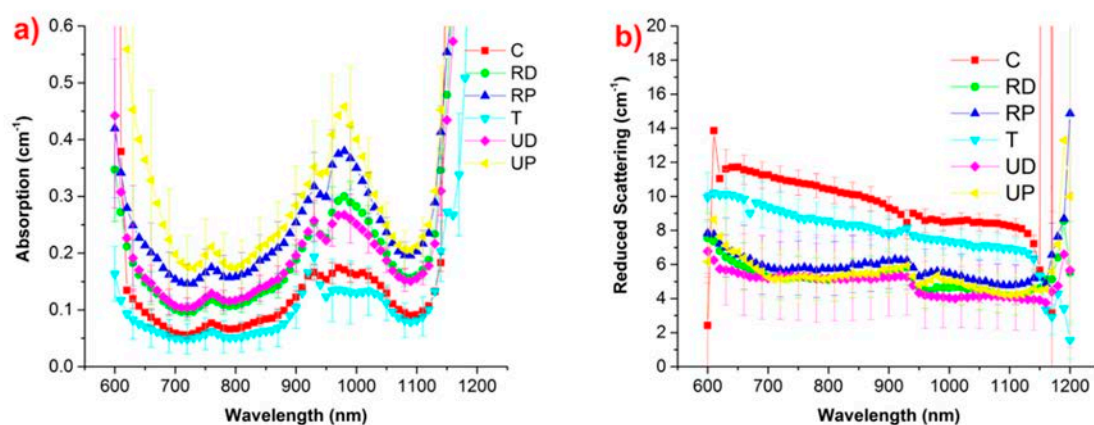 a)
0.6
0.5
0.4
0.3
0.2
0.1
0.0
Absorption (cm-1)
600 700 800 900 1000 1100 1200
Wavelength (nm)
C
RD
RP
T
UD
UP
b)
20
18
16
14
12
10
8
6
4
2
0
Reduced Scattering (cm-1)
600 700 800 900 1000 1100 1200
Wavelength (nm)
C
RD
RP
T
UD
UP